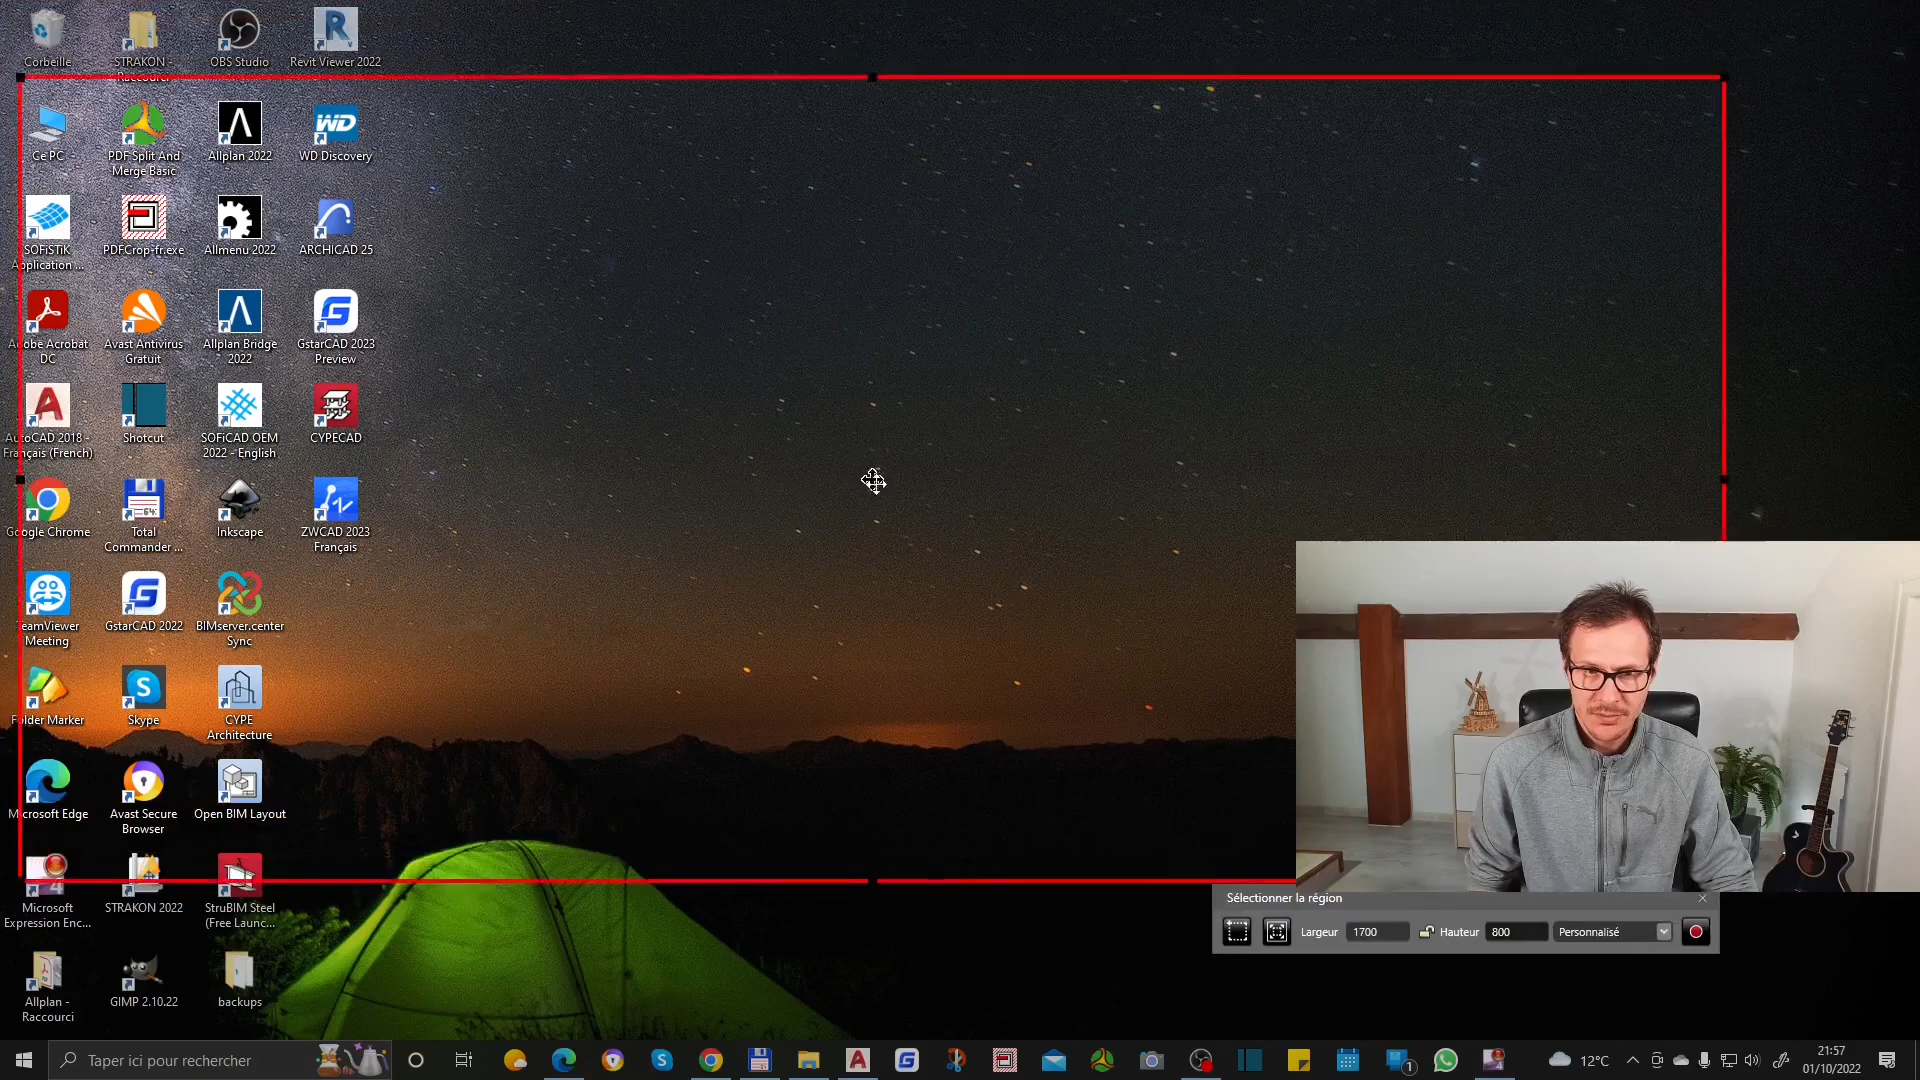 Corbeille
STRAKON -
Raccourci
OBS Studio
Revit Viewer 2022
Ce PC
PDF Split And
Merge Basic
Allplan 2022
WD Discovery
SOFiSTiK
Application ...
PDFCrop-fr.exe
Allmenu 2022
ARCHICAD 25
Adobe Acrobat
DC
Avast Antivirus
Gratuit
Allplan Bridge
2022
GstarCAD 2023
Preview
AutoCAD 2018 -
Français (French)
Shotcut
SOFiCAD OEM
2022 - English
CYPECAD
Google Chrome
Total
Commander ...
Inkscape
ZWCAD 2023
Français
TeamViewer
Meeting
GstarCAD 2022
BIMserver.center
Sync
Folder Marker
Skype
CYPE
Architecture
Microsoft Edge
Avast Secure
Browser
Open BIM Layout
Microsoft
Expression Enc...
STRAKON 2022
StruBIM Steel
(Free Launc...
Allplan -
Raccourci
GIMP 2.10.22
backups
Sélectionner la région
Largeur 1700 Hauteur 800 Personnalisé
Taper ici pour rechercher
12°C
21:57
01/10/2022